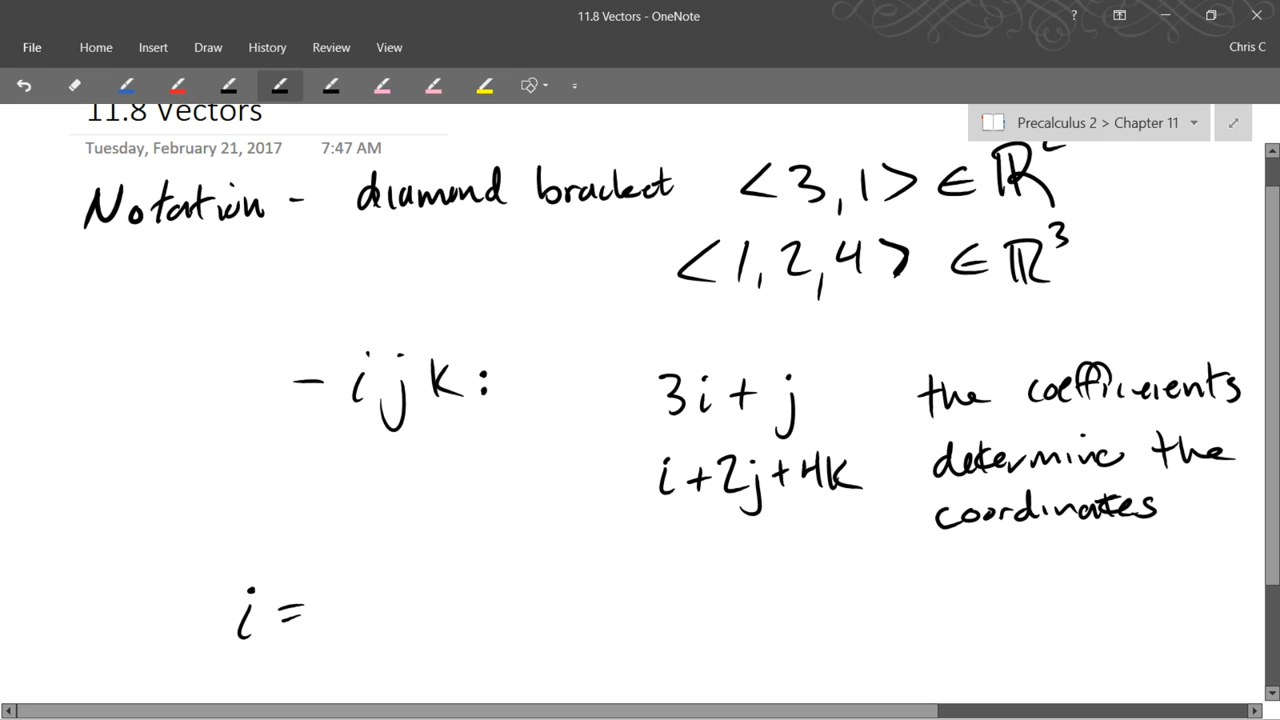 11.8 Vectors - OneNote
?
File Home Insert Draw History Review View
Chris C
11.8 Vectors
Precalculus 2 > Chapter 11
Tuesday, February 21, 2017 7:47 AM
Notation - diamond bracket <3,1> ∈ ℝ²
<1,2,4> ∈ ℝ³
- i j k: 3i + j the coefficients
i + 2j + 4k determine the
coordinates
i =